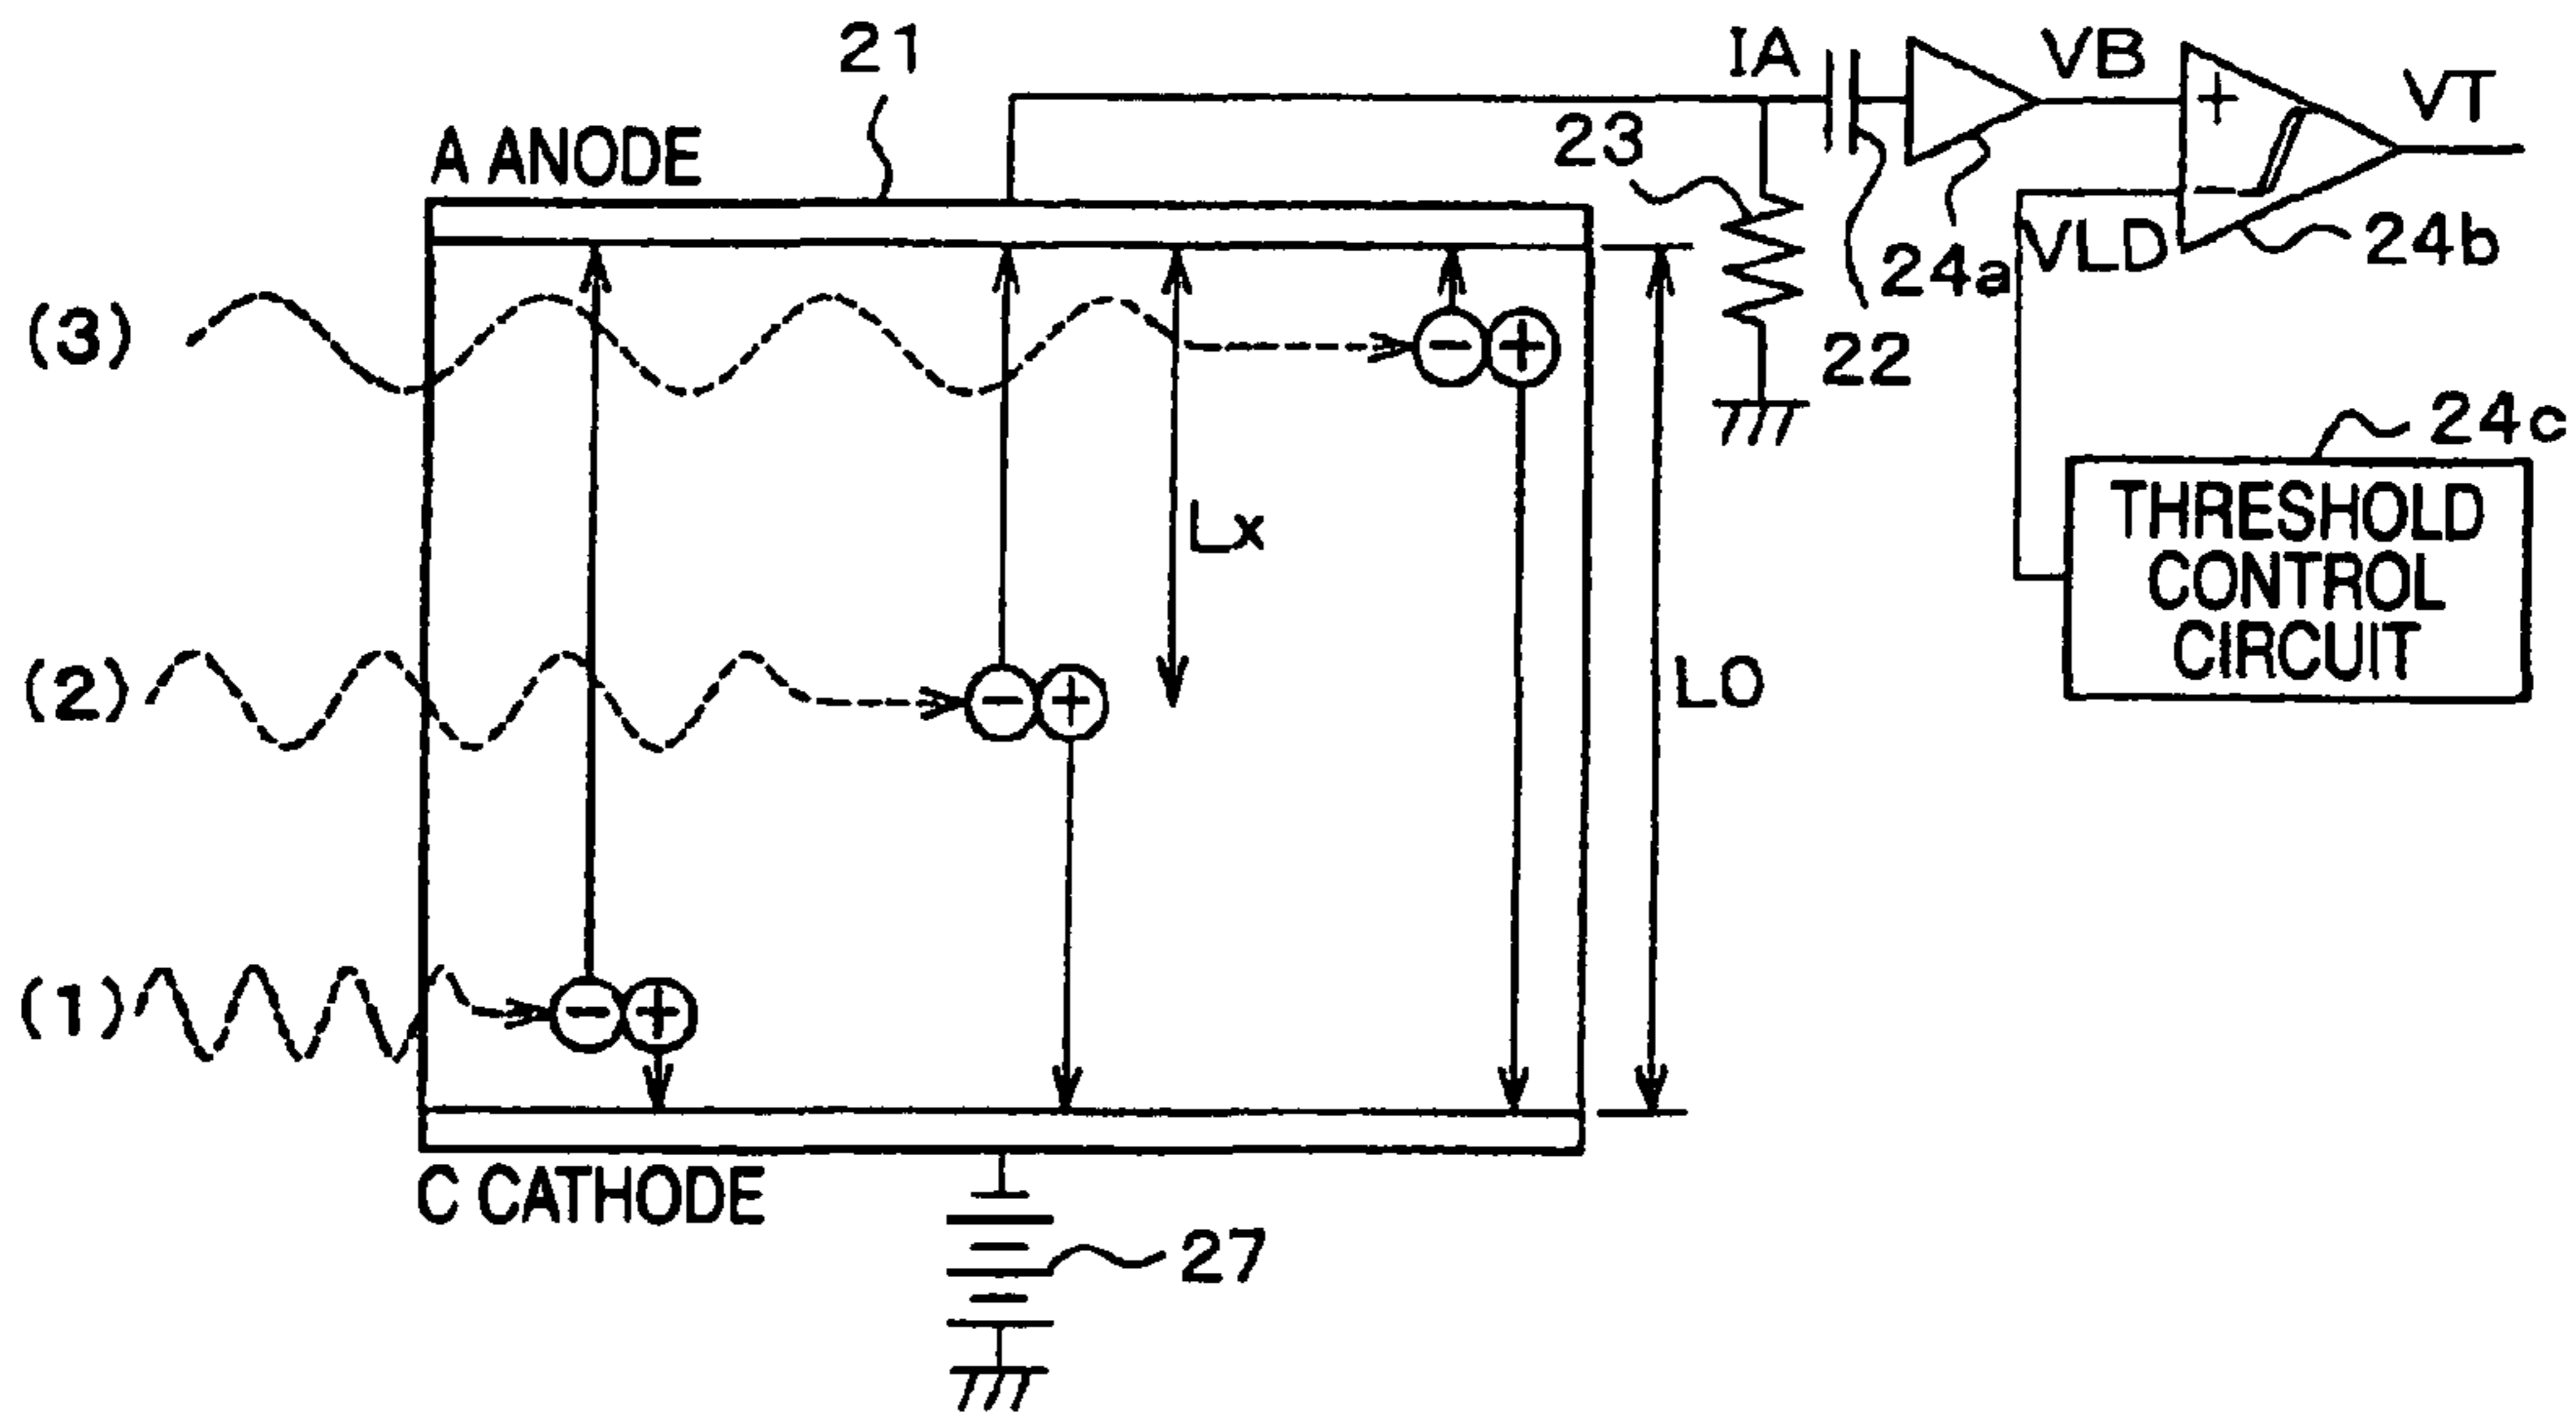 21
IA
VB
VT
A ANODE
23
+
−
VLD
24a
24b
22
(3)
− +
24c
THRESHOLD
CONTROL
CIRCUIT
Lx
(2)
− +
L0
(1)
− +
C CATHODE
27